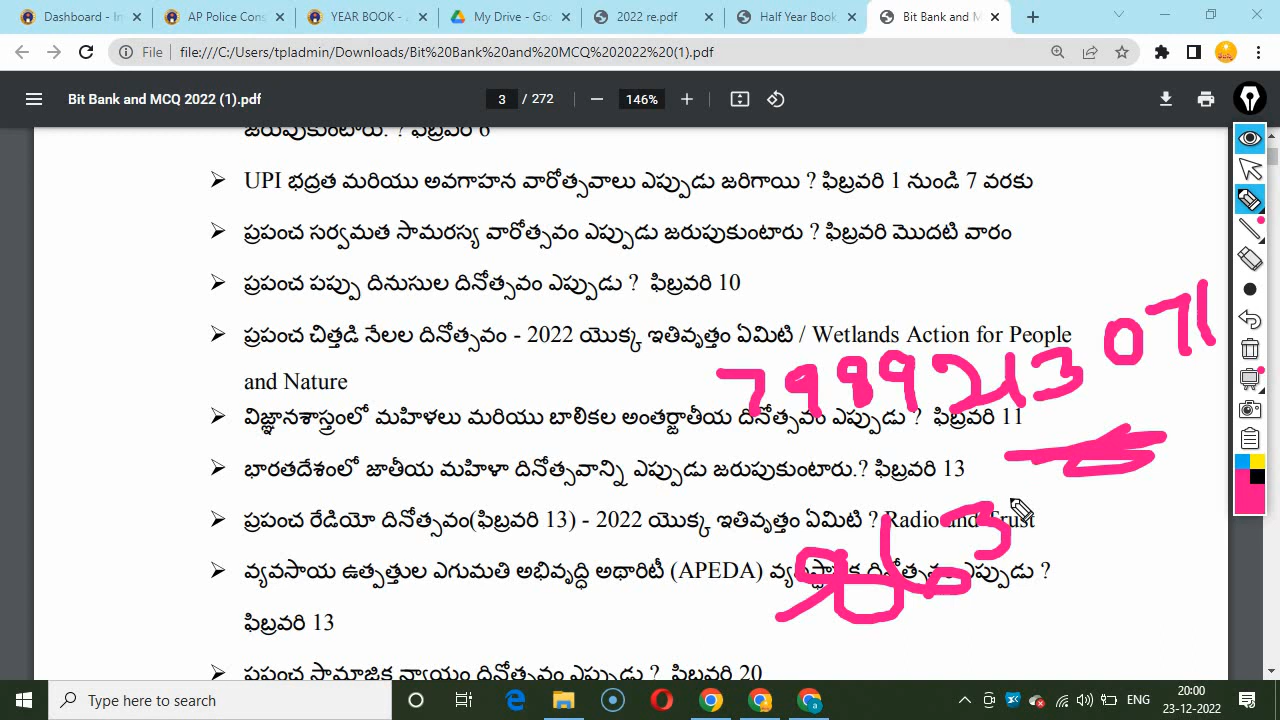 Dashboard - In
AP Police Cons
YEAR BOOK - A
My Drive - Goo
2022 re.pdf
Half Year Book
Bit Bank and M
File file:///C:/Users/tpladmin/Downloads/Bit%20Bank%20and%20MCQ%202022%20(1).pdf
Bit Bank and MCQ 2022 (1).pdf
3 / 272
146%
జరుపుకుంటారు. ? ఫిబ్రవరి 6
UPI భద్రత మరియు అవగాహన వారోత్సవాలు ఎప్పుడు జరిగాయి ? ఫిబ్రవరి 1 నుండి 7 వరకు
ప్రపంచ సర్వమత సామరస్య వారోత్సవం ఎప్పుడు జరుపుకుంటారు ? ఫిబ్రవరి మొదటి వారం
ప్రపంచ పప్పు దినుసుల దినోత్సవం ఎప్పుడు ? ఫిబ్రవరి 10
ప్రపంచ చిత్తడి నేలల దినోత్సవం - 2022 యొక్క ఇతివృత్తం ఏమిటి / Wetlands Action for People
and Nature
విజ్ఞానశాస్త్రంలో మహిళలు మరియు బాలికల అంతర్జాతీయ దినోత్సవం ఎప్పుడు ? ఫిబ్రవరి 11
భారతదేశంలో జాతీయ మహిళా దినోత్సవాన్ని ఎప్పుడు జరుపుకుంటారు.? ఫిబ్రవరి 13
ప్రపంచ రేడియో దినోత్సవం(ఫిబ్రవరి 13) - 2022 యొక్క ఇతివృత్తం ఏమిటి ? Radio and Trust
వ్యవసాయ ఉత్పత్తుల ఎగుమతి అభివృద్ధి అథారిటీ (APEDA) వ్యవస్థాపక దినోత్సవం ఎప్పుడు ?
ఫిబ్రవరి 13
ప్రపంచ సామాజిక న్యాయం దినోత్సవం ఎప్పుడు ? ఫిబ్రవరి 20
Type here to search
ENG
20:00
23-12-2022